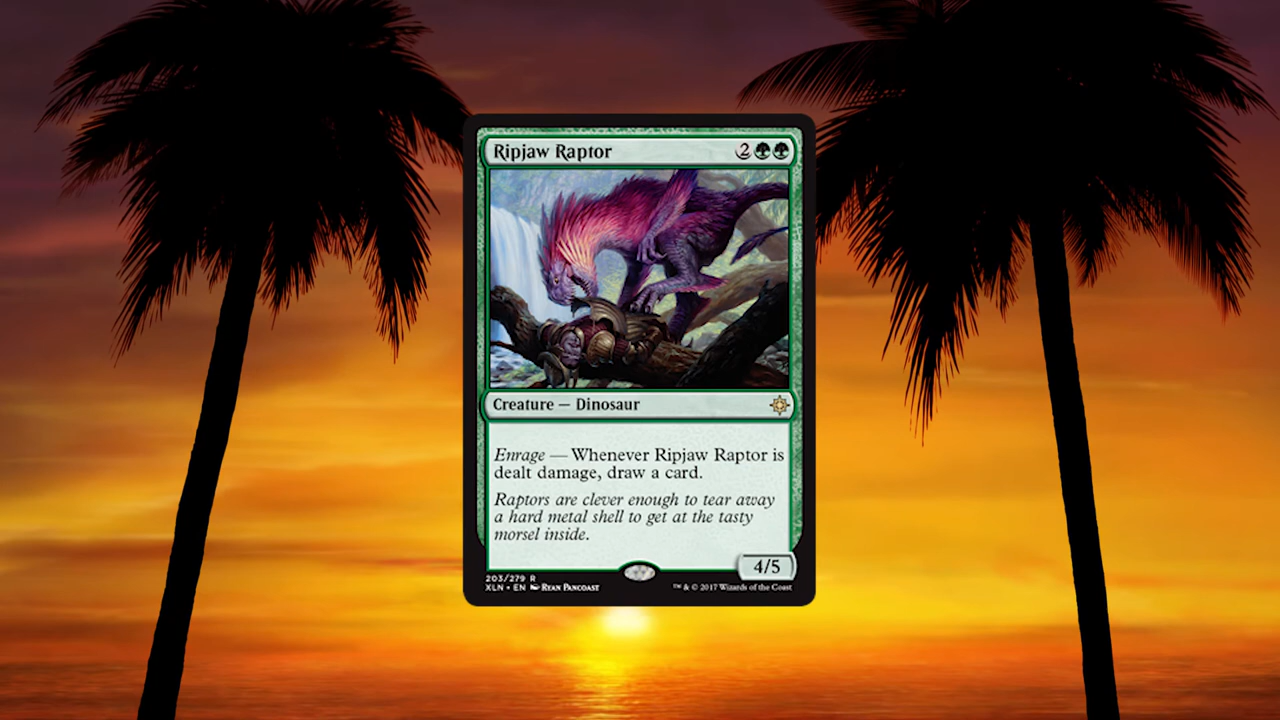 Ripjaw Raptor 2
Creature — Dinosaur
Enrage — Whenever Ripjaw Raptor is
dealt damage, draw a card.
Raptors are clever enough to tear away
a hard metal shell to get at the tasty
morsel inside.
4/5
203/279 R
XLN • EN Ryan Pancoast
™ & © 2017 Wizards of the Coast